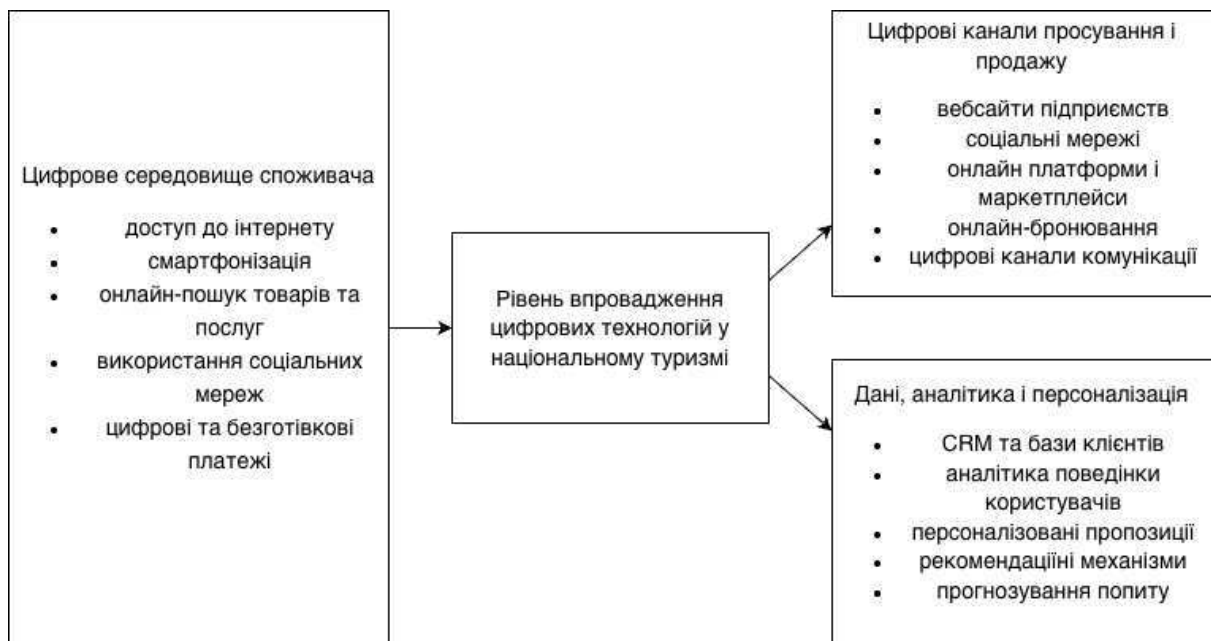 Цифрове середовище споживача
• доступ до інтернету
• смартфонізація
• онлайн-пошук товарів та
послуг
• використання соціальних
мереж
• цифрові та безготівкові
платежі
Рівень впровадження
цифрових технологій у
національному туризмі
Цифрові канали просування і
продажу
• вебсайти підприємств
• соціальні мережі
• онлайн платформи і
маркетплейси
• онлайн-бронювання
• цифрові канали комунікації
Дані, аналітика і персоналізація
• CRM та бази клієнтів
• аналітика поведінки
користувачів
• персоналізовані пропозиції
• рекомендаціїні механізми
• прогнозування попиту